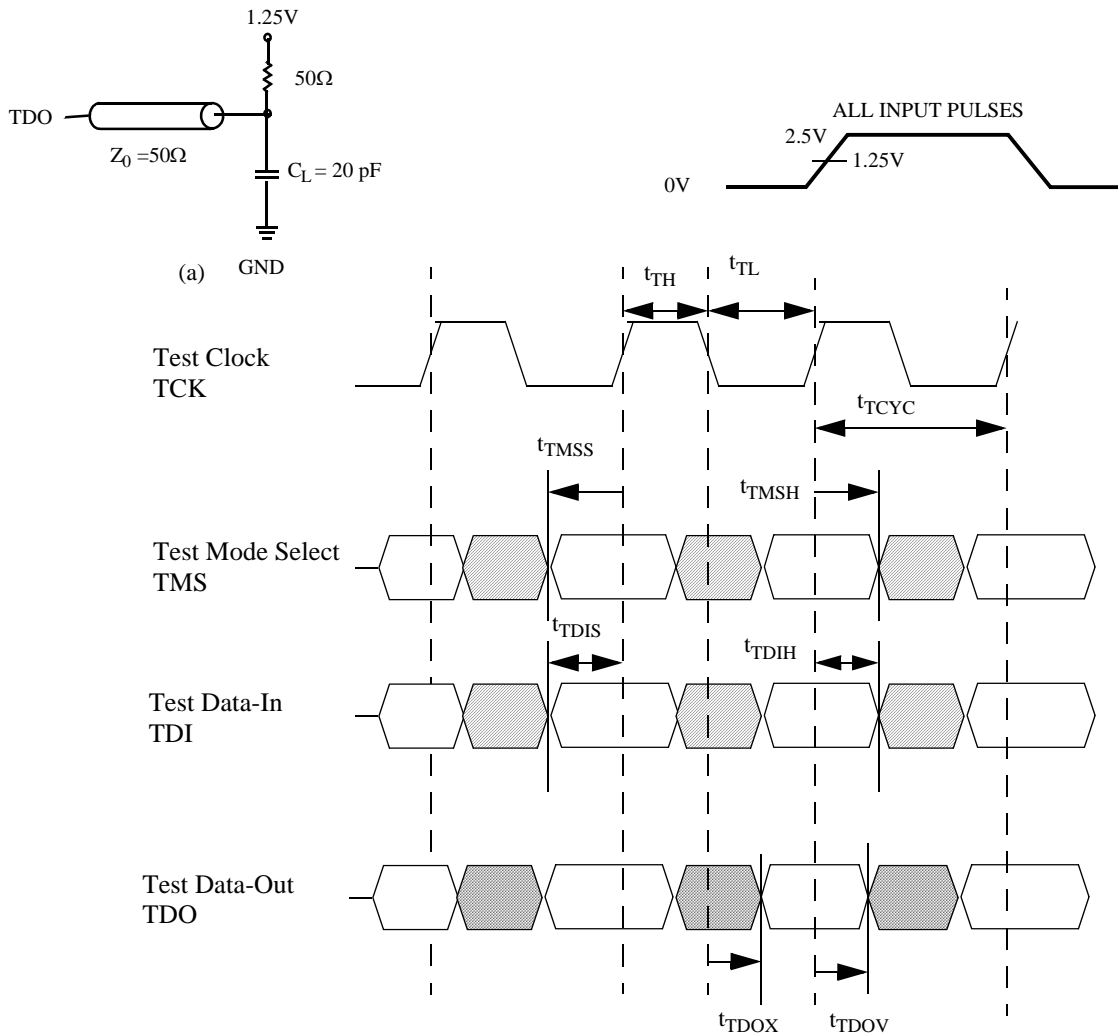 1.25V
50Ω
TDO
Z0 =50Ω
CL = 20 pF
(a)
GND
ALL INPUT PULSES
2.5V
1.25V
0V
tTH
tTL
Test Clock
TCK
tTCYC
tTMSS
tTMSH
Test Mode Select
TMS
tTDIS
tTDIH
Test Data-In
TDI
Test Data-Out
TDO
tTDOX
tTDOV